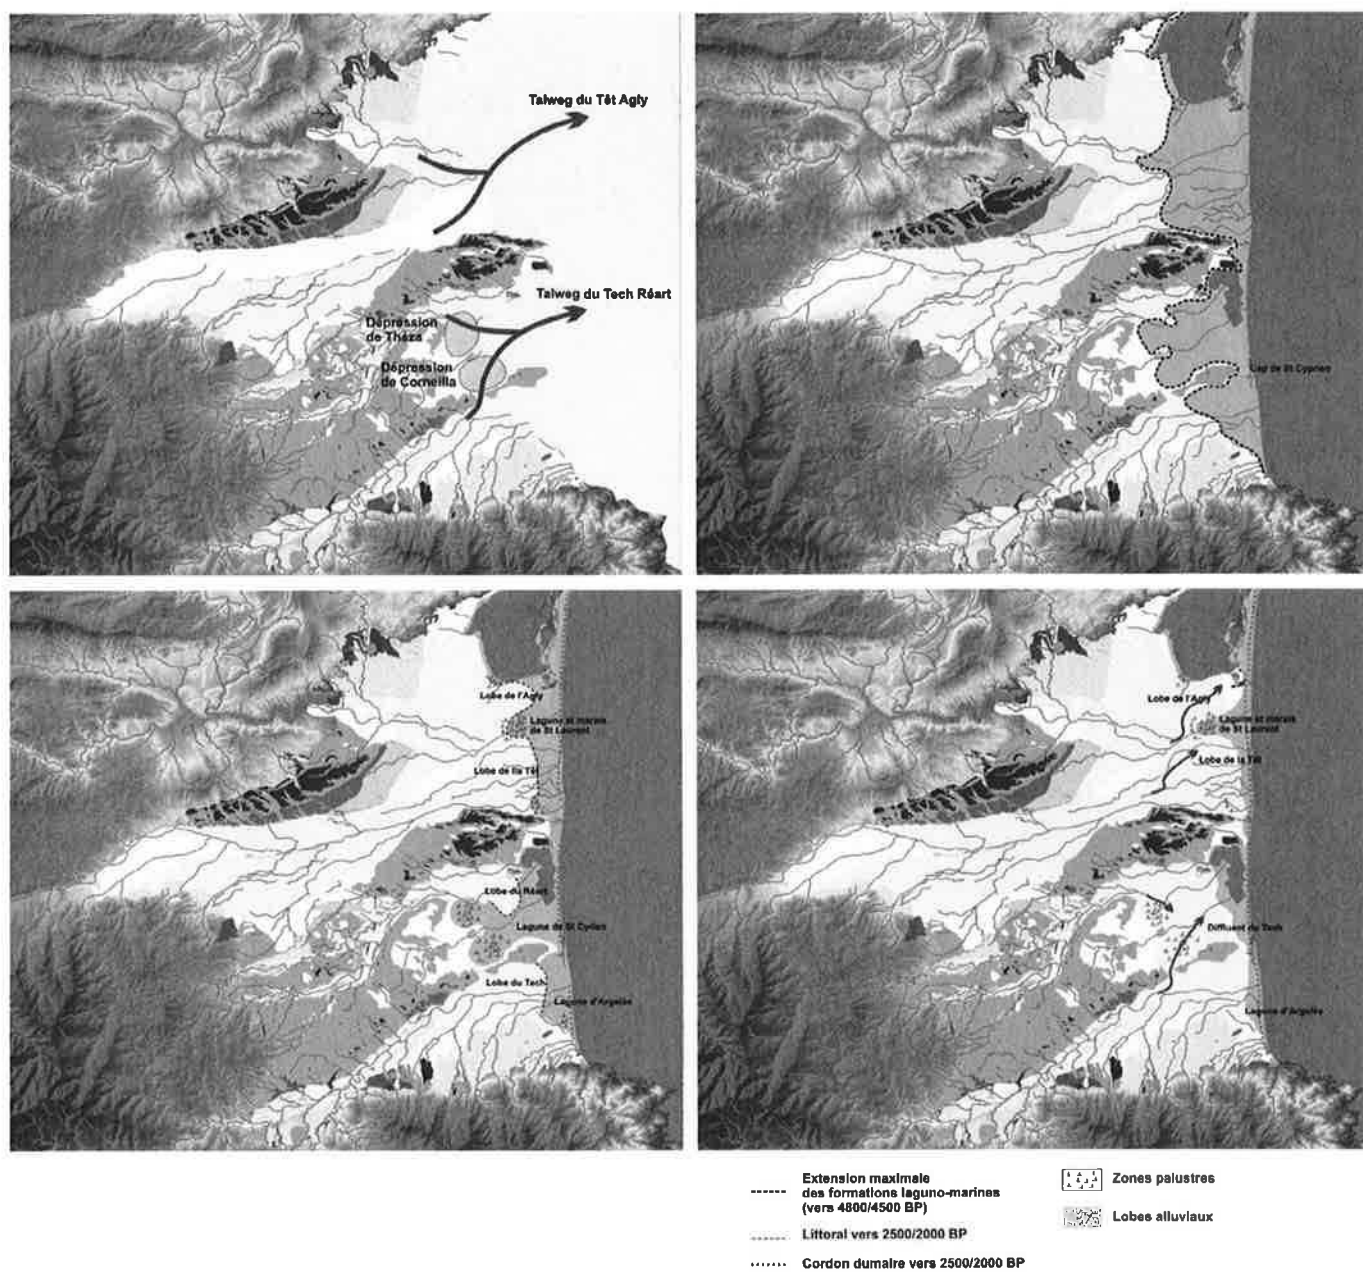 Talweg du Têt Agly
Talweg du Tech Réart
Dépression
de Théza
Dépression
de Corneilla
Cap de St Cyprien
Lobe de l'Agly
Lagune et marais
de St Laurent
Lobe de lla Têt
Lobe du Réart
Lagune de St Cyrien
Lobe du Tech
Lagune d'Argelès
Lobe de l'Agly
Lagune et marais
de St Laurent
Lobe de la Têt
Diffluent du Tech
Lagune d'Argelès
Extension maximale
des formations laguno-marines
(vers 4800/4500 BP)
Littoral vers 2500/2000 BP
Cordon dumaire vers 2500/2000 BP
Zones palustres
Lobes alluviaux